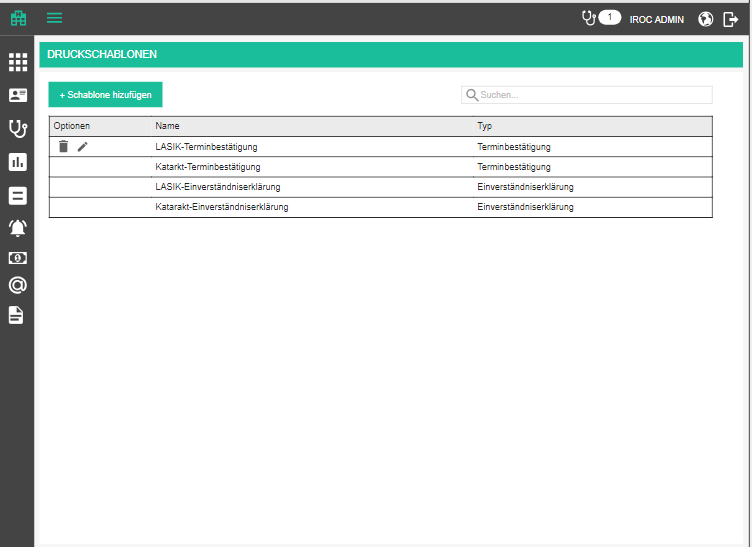 1 IROC ADMIN
DRUCKSCHABLONEN
+ Schablone hinzufügen Suchen...
Optionen Name Typ
LASIK-Terminbestätigung Terminbestätigung
Katarkt-Terminbestätigung Terminbestätigung
LASIK-Einverständniserklärung Einverständniserklärung
Katarakt-Einverständniserklärung Einverständniserklärung